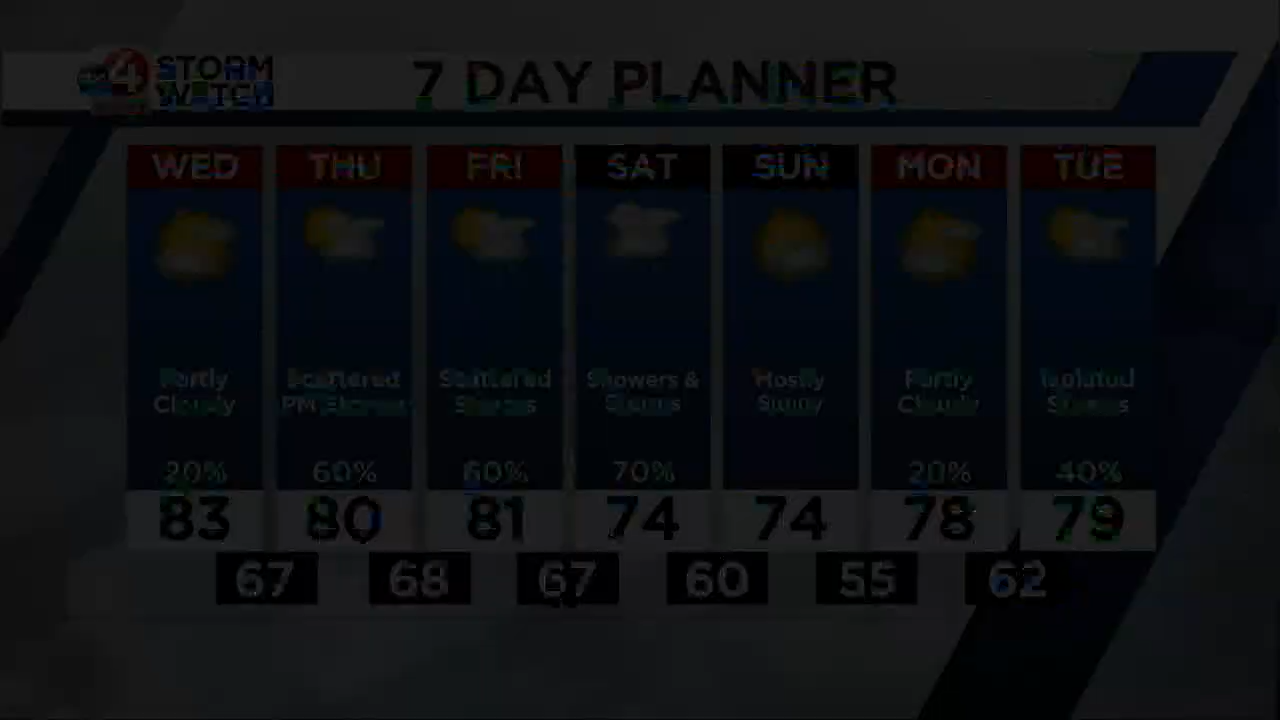 4 STORM
WATCH
7 DAY PLANNER
WED THU FRI SAT SUN MON TUE
Partly Scattered Scattered Showers & Mostly Partly Isolated
Cloudy PM Storms Storms Storms Sunny Cloudy Storms
20% 60% 60% 70% 20% 40%
83 80 81 74 74 78 79
67 68 67 60 55 62